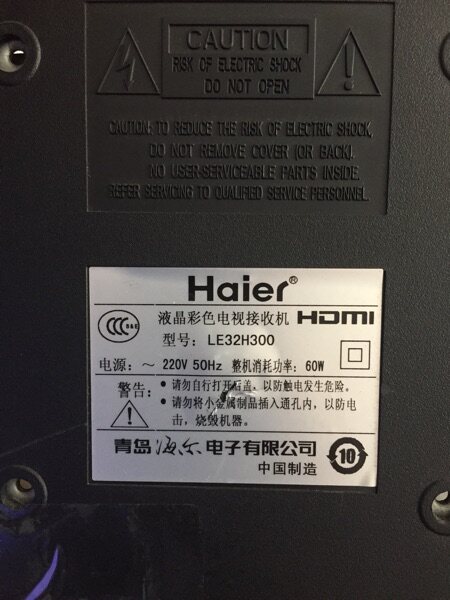 CAUTION
RISK OF ELECTRIC SHOCK
DO NOT OPEN
CAUTION: TO REDUCE THE RISK OF ELECTRIC SHOCK,
DO NOT REMOVE COVER (OR BACK).
NO USER-SERVICEABLE PARTS INSIDE.
REFER SERVICING TO QUALIFIED SERVICE PERSONNEL.
Haier®
CCC S&E 液晶彩色电视接收机 HDMI
型号: LE32H300
电源: ～ 220V 50Hz 整机消耗功率: 60W
警告: • 请勿自行打开后盖, 以防触电发生危险。
• 请勿将小金属制品插入通孔内, 以防电
击, 烧毁机器。
青岛海尔电子有限公司
中国制造
10